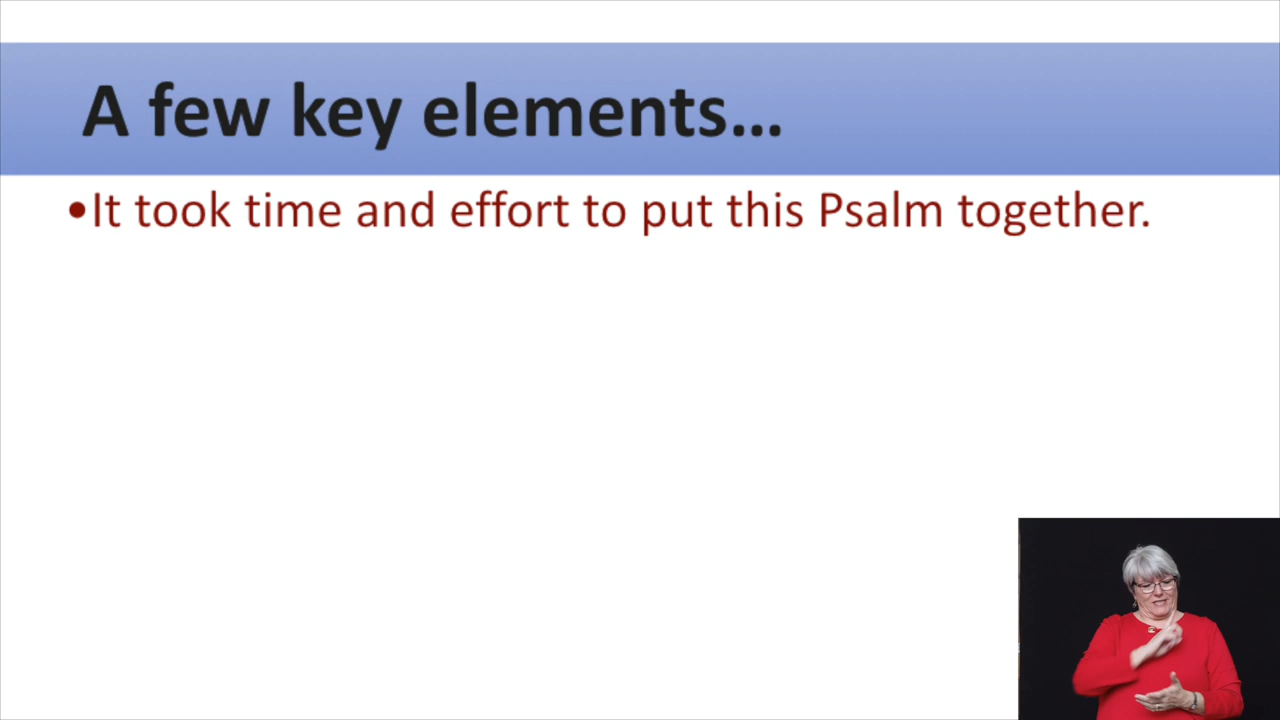 A few key elements...
•It took time and effort to put this Psalm together.